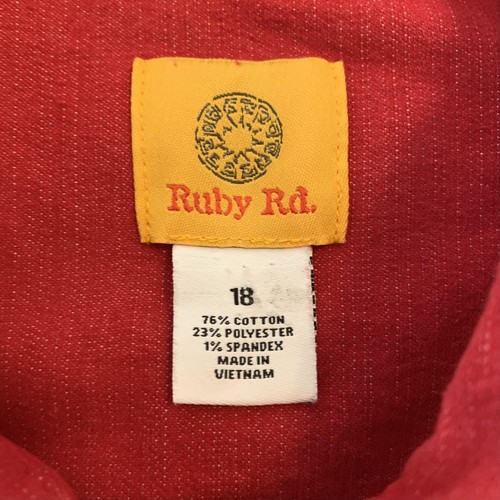 Ruby Rd.
18
76% COTTON
23% POLYESTER
1% SPANDEX
MADE IN
VIETNAM